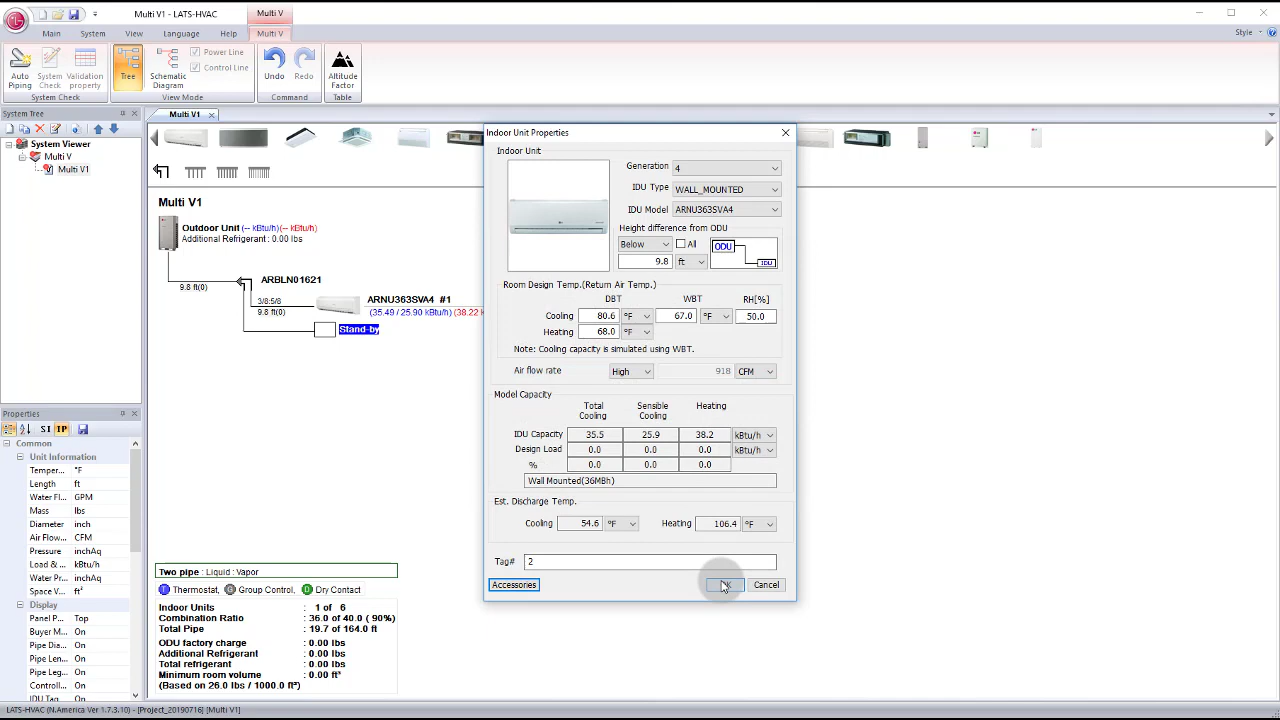 Multi V1 - LATS-HVAC
Multi V
Main
System
View
Language
Help
Multi V
Style
Auto Piping
System Check
Validation property
System Check
Tree
Schematic Diagram
Power Line
Control Line
View Mode
Undo
Redo
Command
Altitude Factor
Table
System Tree
System Viewer
Multi V
Multi V1
Multi V1
Multi V1
Outdoor Unit (-- kBtu/h)(-- kBtu/h)
Additional Refrigerant : 0.00 lbs
9.8 ft(0)
ARBLN01621
3/8:5/8
9.8 ft(0)
ARNU363SVA4 #1
(35.49 / 25.90 kBtu/h) (38.22 k
Stand-by
Indoor Unit Properties
Indoor Unit
Generation 4
IDU Type WALL_MOUNTED
IDU Model ARNU363SVA4
Height difference from ODU
Below All
9.8 ft
ODU
IDU
Room Design Temp.(Return Air Temp.)
DBT WBT RH[%]
Cooling 80.6 °F 67.0 °F 50.0
Heating 68.0 °F
Note: Cooling capacity is simulated using WBT.
Air flow rate High 918 CFM
Model Capacity
Total Cooling
Sensible Cooling
Heating
IDU Capacity 35.5 25.9 38.2 kBtu/h
Design Load 0.0 0.0 0.0 kBtu/h
% 0.0 0.0 0.0
Wall Mounted(36MBh)
Est. Discharge Temp.
Cooling 54.6 °F Heating 106.4 °F
Tag# 2
Accessories
Cancel
Properties
SI IP
Common
Unit Information
Temper... °F
Length ft
Water Fl... GPM
Mass lbs
Diameter inch
Air Flow... CFM
Pressure inchAq
Load & ... kBtu/h
Water Pr... inchAq
Space V... ft³
Display
Panel P... Top
Buyer M... On
Pipe Dia... On
Pipe Len... On
Pipe Leg... On
Controll... On
IDU Tag On
Two pipe : Liquid : Vapor
T Thermostat, G Group Control, D Dry Contact
Indoor Units : 1 of 6
Combination Ratio : 36.0 of 40.0 ( 90%)
Total Pipe : 19.7 of 164.0 ft
ODU factory charge : 0.00 lbs
Additional Refrigerant : 0.00 lbs
Total refrigerant : 0.00 lbs
Minimum room volume : 0.00 ft³
(Based on 26.0 lbs / 1000.0 ft³)
LATS-HVAC (N.America Ver 1.7.3.10) - [Project_20190716] [Multi V1]